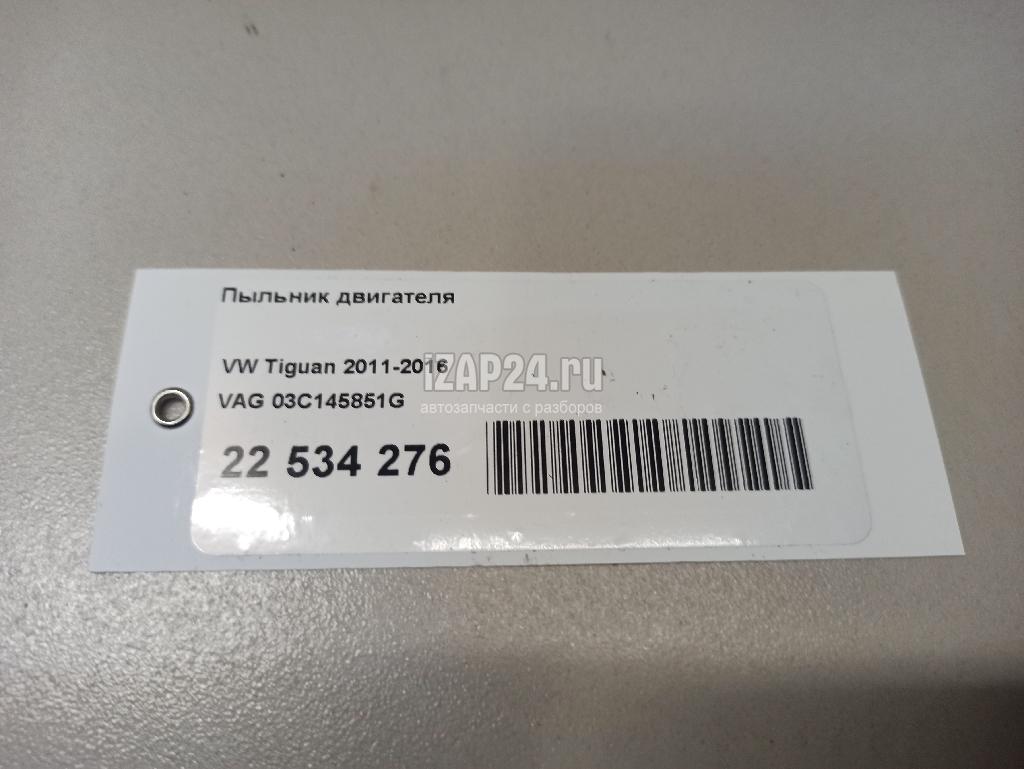 Пыльник двигателя
VW Tiguan 2011-2016
iZAP24.ru
VAG 03C145851G
автозапчасти с разборов
22 534 276